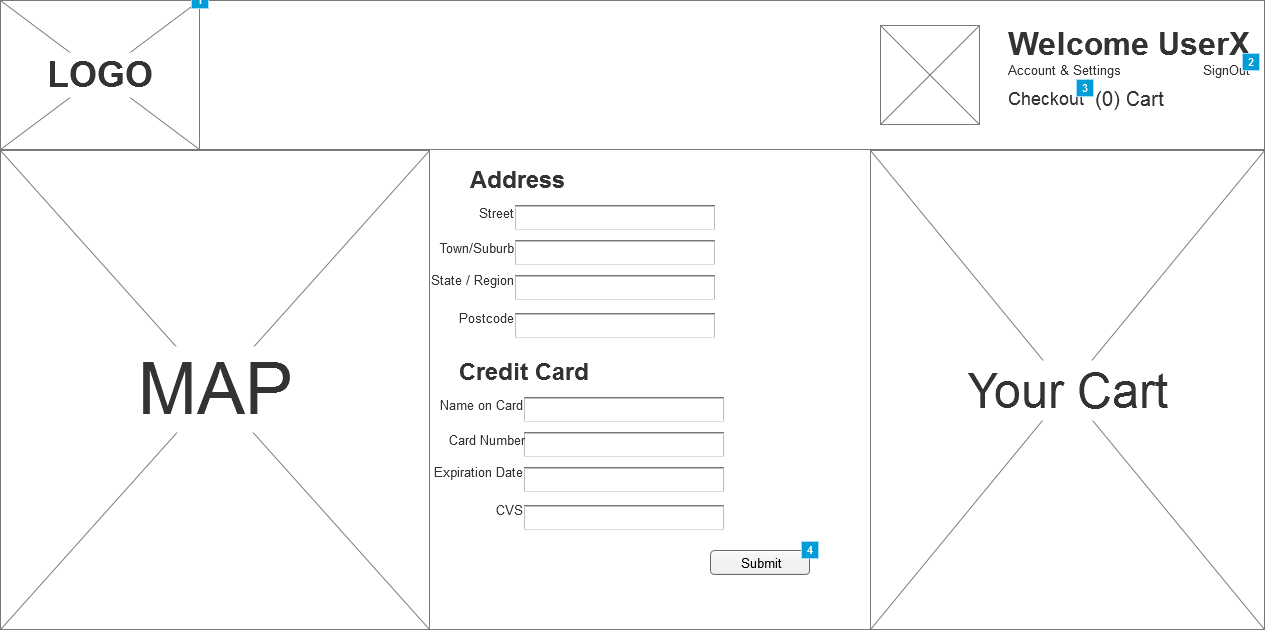 1
LOGO
Welcome UserX
2
Account & Settings SignOut
3
Checkout (0) Cart
Address
Street
Town/Suburb
State / Region
Postcode
MAP
Your Cart
Credit Card
Name on Card
Card Number
Expiration Date
CVS
4
Submit